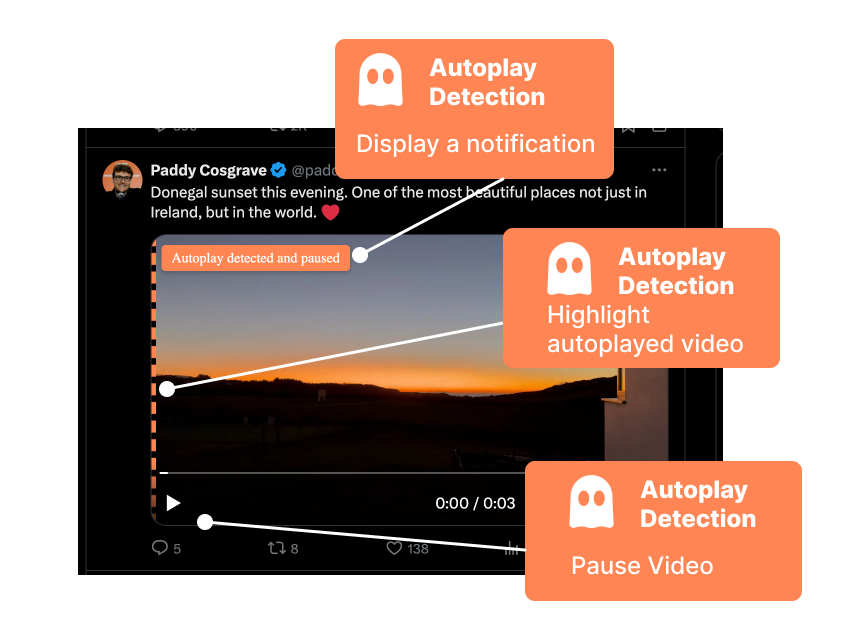 Autoplay
Detection
Display a notification
Paddy Cosgrave
Donegal sunset this evening. One of the most beautiful places not just in
Ireland, but in the world.
Autoplay detected and paused
Autoplay
Detection
Highlight
autoplayed video
0:00 / 0:03
Autoplay
Detection
Pause Video
5 8 138